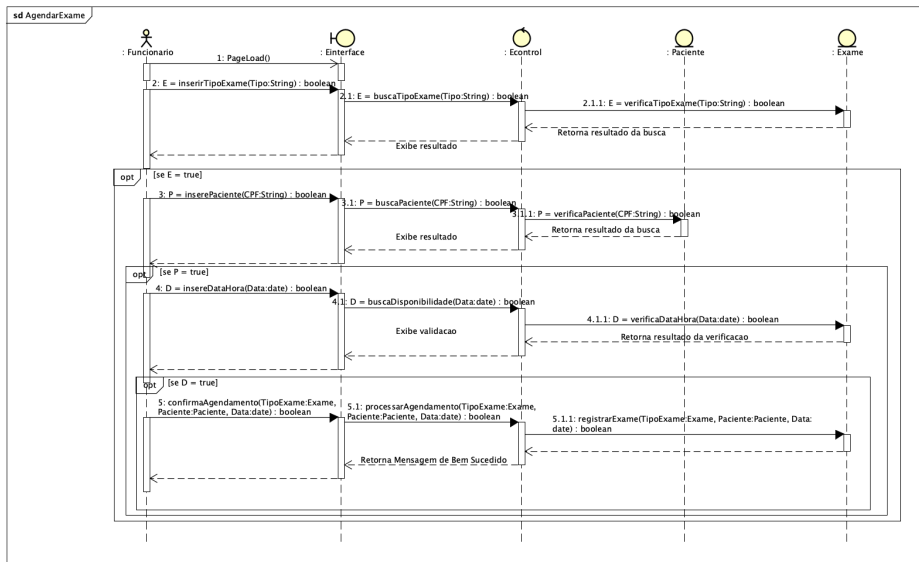 sd AgendarExame
: Funcionario
: Einterface
: Econtrol
: Paciente
: Exame
1: PageLoad()
2: E = inserirTipoExame(Tipo:String) : boolean
2.1: E = buscaTipoExame(Tipo:String) : boolean
2.1.1: E = verificaTipoExame(Tipo:String) : boolean
Retorna resultado da busca
Exibe resultado
opt
[se E = true]
3: P = inserePaciente(CPF:String) : boolean
3.1: P = buscaPaciente(CPF:String) : boolean
3.1.1: P = verificaPaciente(CPF:String) : boolean
Retorna resultado da busca
Exibe resultado
opt
[se P = true]
4: D = insereDataHora(Data:date) : boolean
4.1: D = buscaDisponibilidade(Data:date) : boolean
4.1.1: D = verificaDataHora(Data:date) : boolean
Exibe validacao
Retorna resultado da verificacao
opt
[se D = true]
5: confirmaAgendamento(TipoExame:Exame,
Paciente:Paciente, Data:date) : boolean
5.1: processarAgendamento(TipoExame:Exame,
Paciente:Paciente, Data:date) : boolean
5.1.1: registrarExame(TipoExame:Exame, Paciente:Paciente, Data:
date) : boolean
Retorna Mensagem de Bem Sucedido